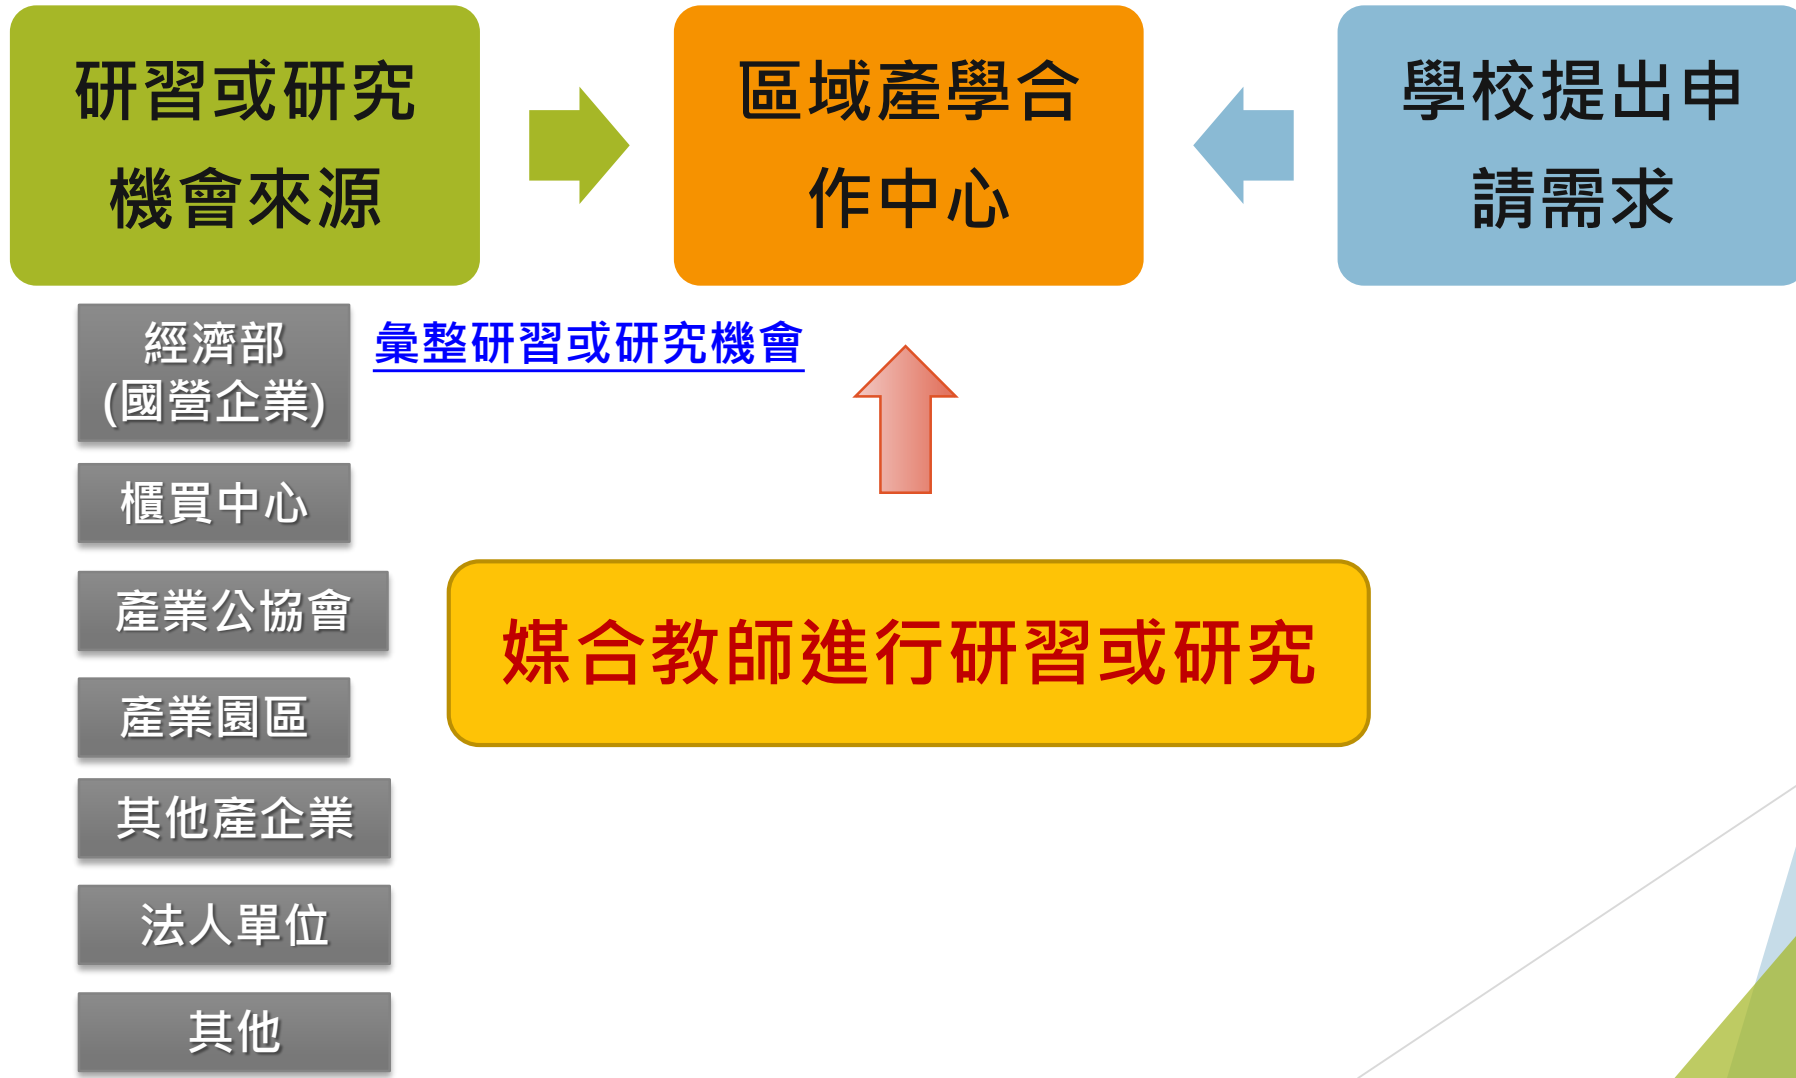 研習或研究
機會來源
區域產學合
作中心
學校提出申
請需求
經濟部
(國營企業)
彙整研習或研究機會
櫃買中心
產業公協會
媒合教師進行研習或研究
產業園區
其他產企業
法人單位
其他